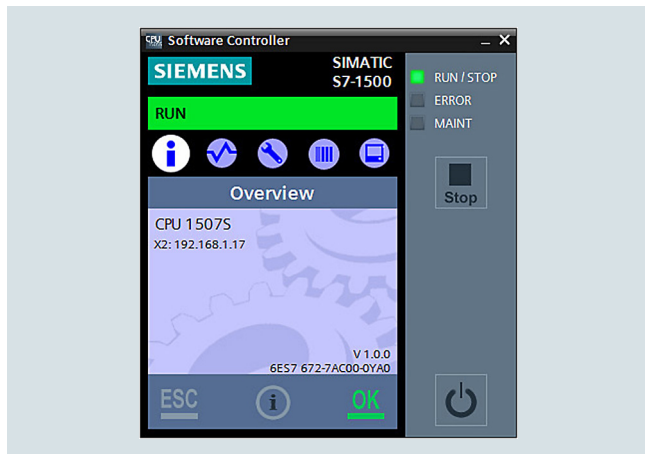 CPU Software Controller
SIEMENS
SIMATIC
S7-1500
RUN
Overview
CPU 1507S
X2: 192.168.1.17
V 1.0.0
6ES7 672-7AC00-0YA0
ESC
i
OK
RUN / STOP
ERROR
MAINT
Stop